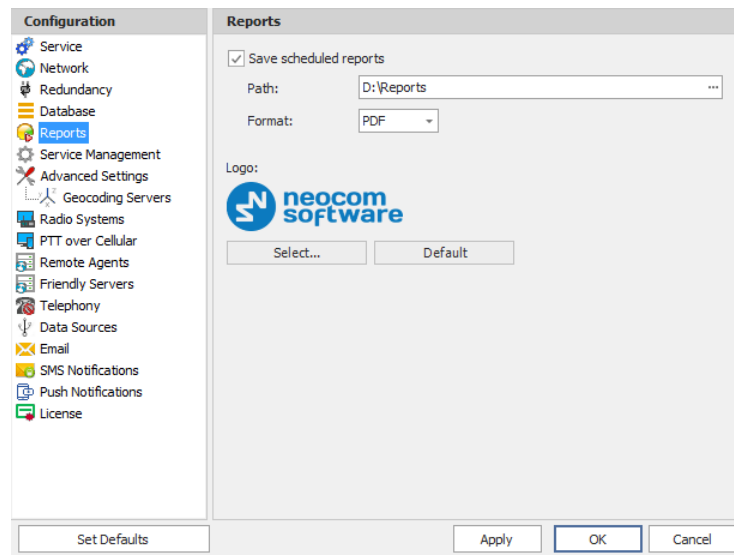 Configuration
Service
Network
Redundancy
Database
Reports
Service Management
Advanced Settings
Geocoding Servers
Radio Systems
PTT over Cellular
Remote Agents
Friendly Servers
Telephony
Data Sources
Email
SMS Notifications
Push Notifications
License
Set Defaults
Reports
Save scheduled reports
Path: D:\Reports ...
Format: PDF
Logo:
neocom
software
Select... Default
Apply OK Cancel